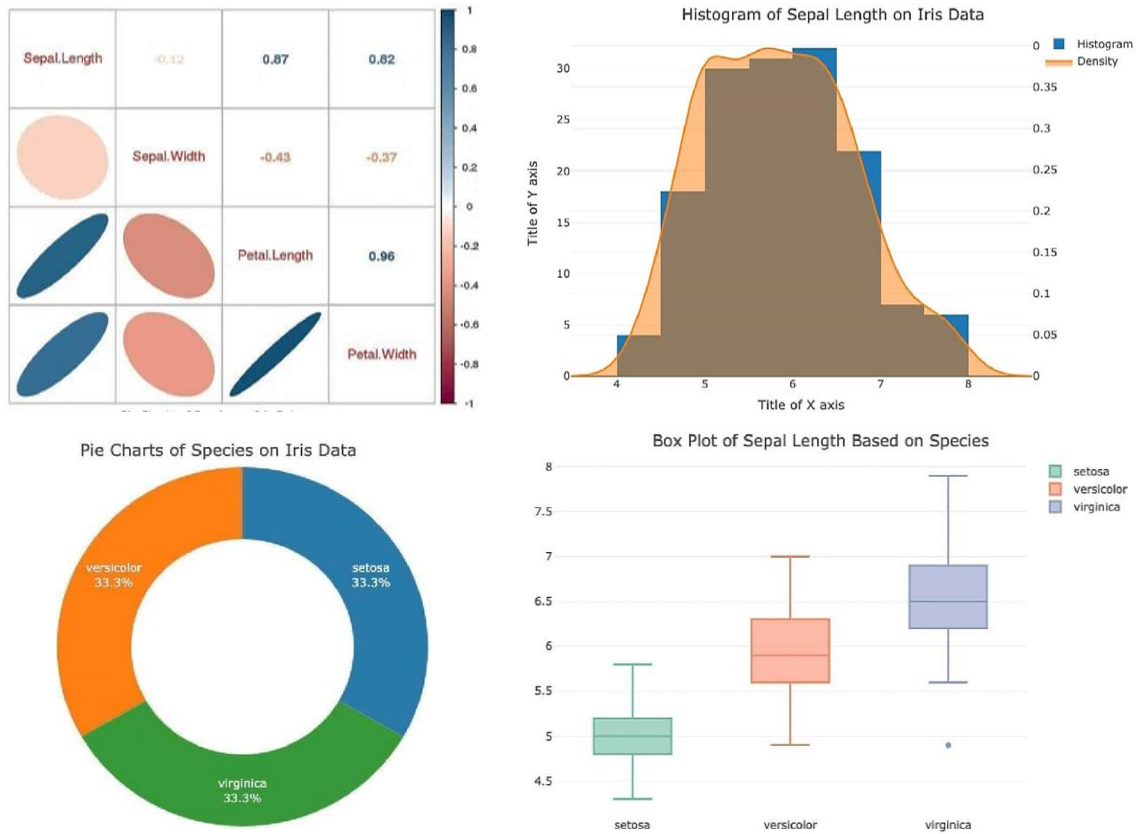 Sepal.Length
-0.12
0.87
0.82
Sepal.Width
-0.43
-0.37
Petal.Length
0.96
Petal.Width
1
0.8
0.6
0.4
0.2
0
-0.2
-0.4
-0.6
-0.8
-1
Histogram of Sepal Length on Iris Data
Histogram
Density
Title of Y axis
30
25
20
15
10
5
0
0
0.35
0.3
0.25
0.2
0.15
0.1
0.05
0
4
5
6
7
8
Title of X axis
Pie Charts of Species on Iris Data
versicolor
33.3%
setosa
33.3%
virginica
33.3%
Box Plot of Sepal Length Based on Species
8
7.5
7
6.5
6
5.5
5
4.5
setosa
versicolor
virginica
setosa
versicolor
virginica